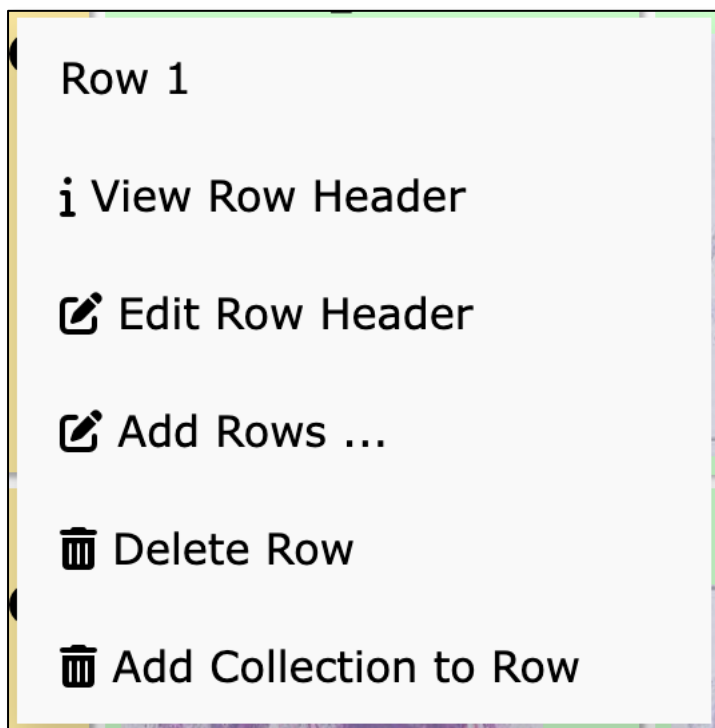 Row 1
View Row Header
Edit Row Header
Add Rows ...
Delete Row
Add Collection to Row